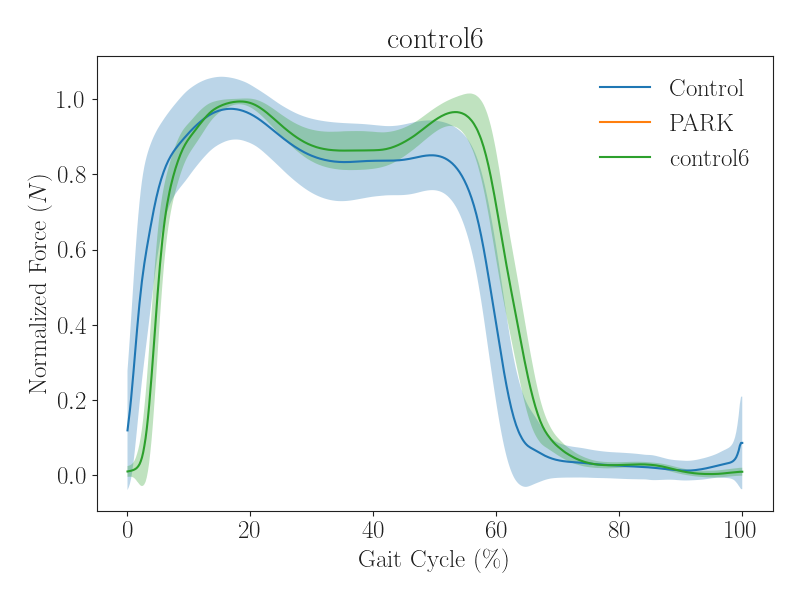 control6
Control
PARK
control6
Normalized Force (N)
1.0
0.8
0.6
0.4
0.2
0.0
0 20 40 60 80 100
Gait Cycle (%)